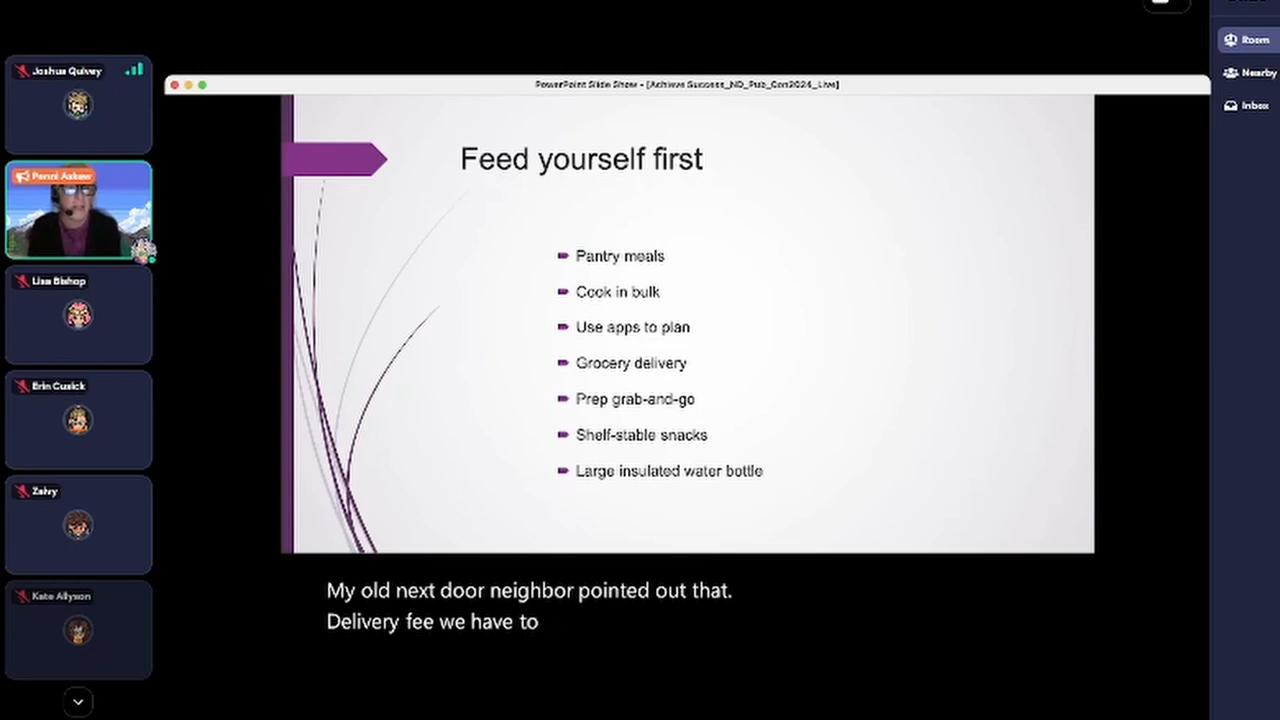 Joshua Quivey
Penni Askew
Lisa Bishop
Erin Cusick
Zalvy
Kate Allyson
PowerPoint Slide Show - [Achieve Success_ND_Pub_Con2024_Live]
Feed yourself first
Pantry meals
Cook in bulk
Use apps to plan
Grocery delivery
Prep grab-and-go
Shelf-stable snacks
Large insulated water bottle
My old next door neighbor pointed out that.
Delivery fee we have to
Room
Nearby
Inbox